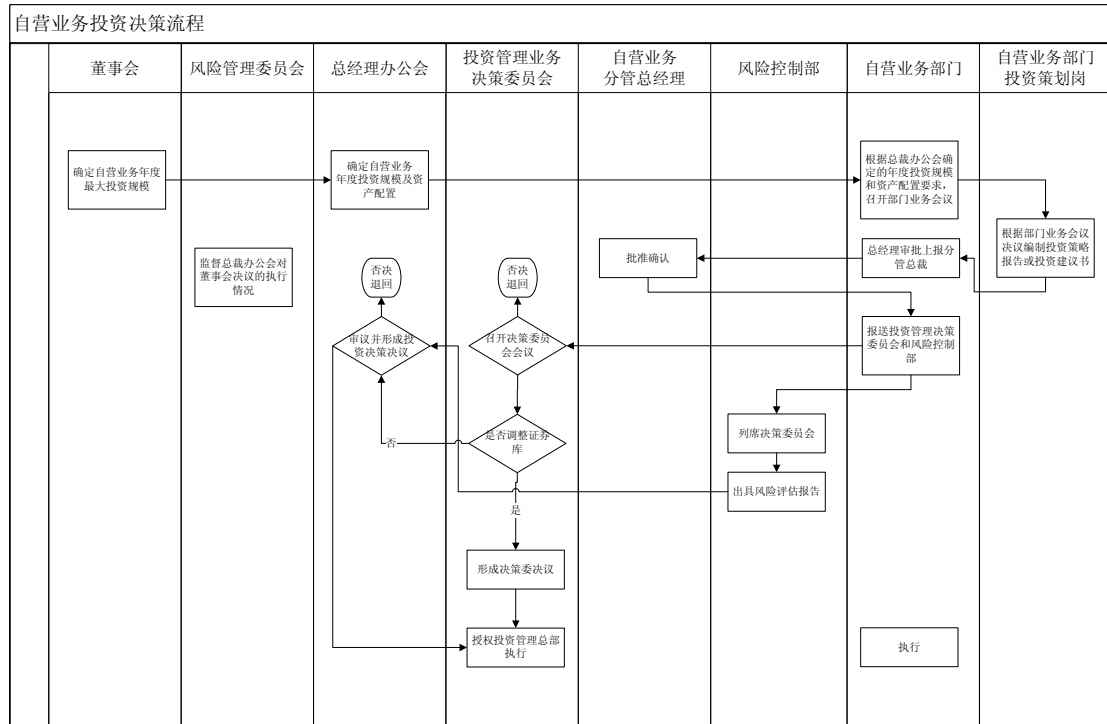 自营业务投资决策流程
董事会
风险管理委员会
总经理办公会
投资管理业务
决策委员会
自营业务
分管总经理
风险控制部
自营业务部门
自营业务部门
投资策划岗
确定自营业务年度
最大投资规模
确定自营业务
年度投资规模及资
产配置
根据总裁办公会确
定的年度投资规模
和资产配置要求，
召开部门业务会议
根据部门业务会议
决议编制投资策略
报告或投资建议书
总经理审批上报分
管总裁
批准确认
监督总裁办公会对
董事会决议的执行
情况
否决
退回
否决
退回
审议并形成投
资决策决议
召开决策委
员会会议
报送投资管理决策
委员会和风险控制
部
列席决策委员会
是否调整证券
库
否
出具风险评估报告
是
形成决策委决议
授权投资管理总部
执行
执行